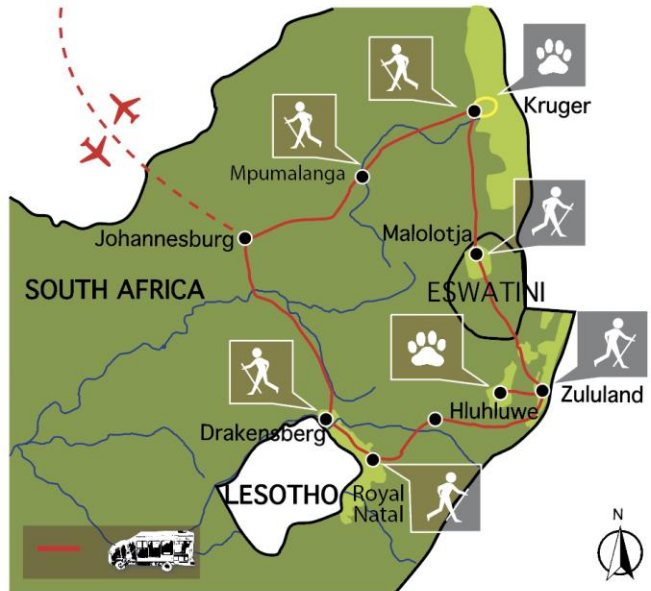 Kruger
Mpumalanga
Johannesburg
Malolotja
SOUTH AFRICA
ESWATINI
Zululand
Hluhluwe
Drakensberg
LESOTHO
Royal
Natal
N